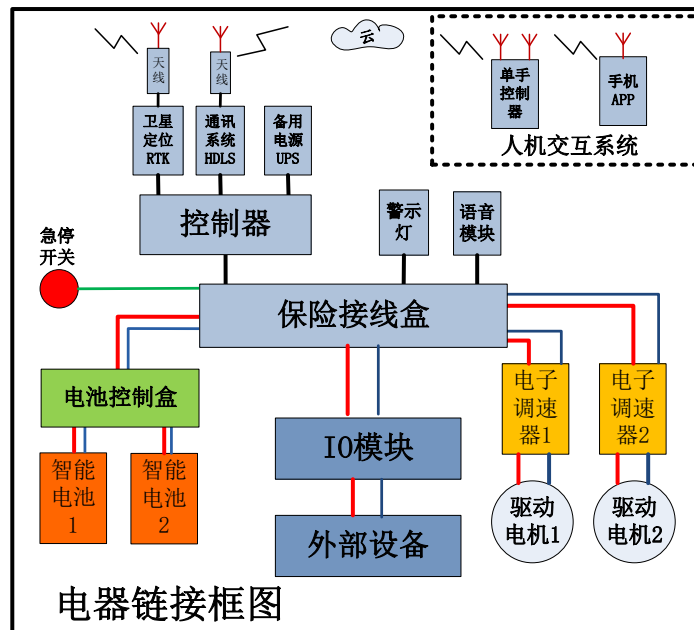 天
线
天
线
云
单手
控制
器
手机
APP
人机交互系统
卫星
定位
RTK
通讯
系统
HDLS
备用
电源
UPS
控制器
警示
灯
语音
模块
急停
开关
保险接线盒
电池控制盒
电子
调速
器1
电子
调速
器2
IO模块
智能
电池
1
智能
电池
2
驱动
电机1
驱动
电机2
外部设备
电器链接框图